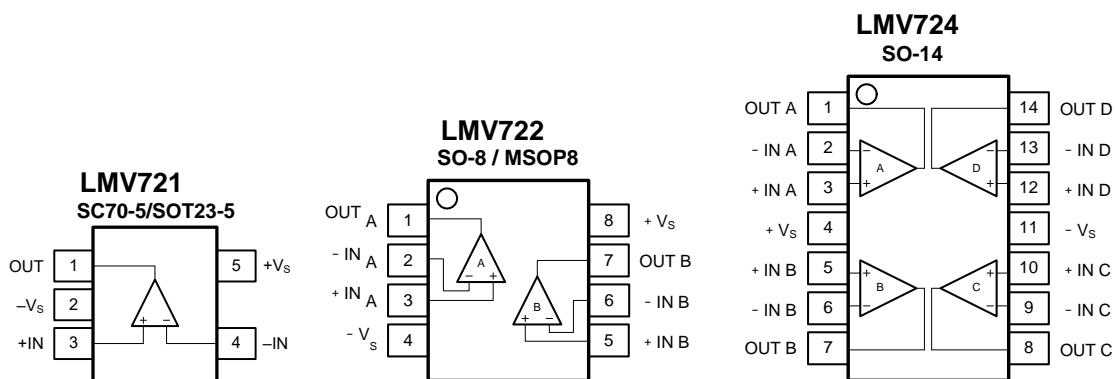 LMV721
SC70-5/SOT23-5
OUT 1 5 +VS
–VS 2
+IN 3 4 –IN
+ −
LMV722
SO-8 / MSOP8
OUT A 1 8 + VS
- IN A 2 7 OUT B
+ IN A 3 6 - IN B
- VS 4 5 + IN B
A
− +
B
+ −
LMV724
SO-14
OUT A 1 14 OUT D
- IN A 2 13 - IN D
+ IN A 3 12 + IN D
+ VS 4 11 - VS
+ IN B 5 10 + IN C
- IN B 6 9 - IN C
OUT B 7 8 OUT C
− A D −
+ +
+ B C +
− −